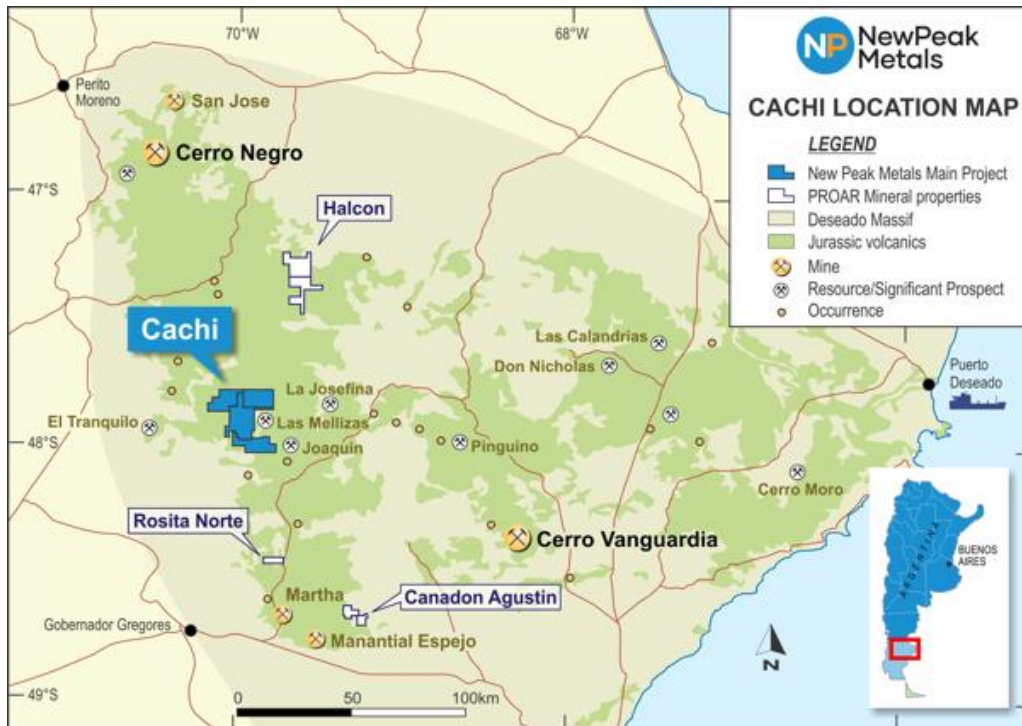 70°W
68°W
NP NewPeak
Metals
CACHI LOCATION MAP
LEGEND
New Peak Metals Main Project
PROAR Mineral properties
Deseado Massif
Jurassic volcanics
Mine
Resource/Significant Prospect
Occurrence
Perito
Moreno
San Jose
Cerro Negro
47°S
Halcon
Cachi
Las Calandrias
Don Nicholas
Puerto
Deseado
La Josefina
El Tranquilo
Las Mellizas
48°S
Joaquin
Pinguino
Cerro Moro
Rosita Norte
Cerro Vanguardia
ARGENTINA
BUENOS
AIRES
Martha
Canadon Agustin
Gobernador Gregores
Manantial Espejo
N
49°S
0 50 100km